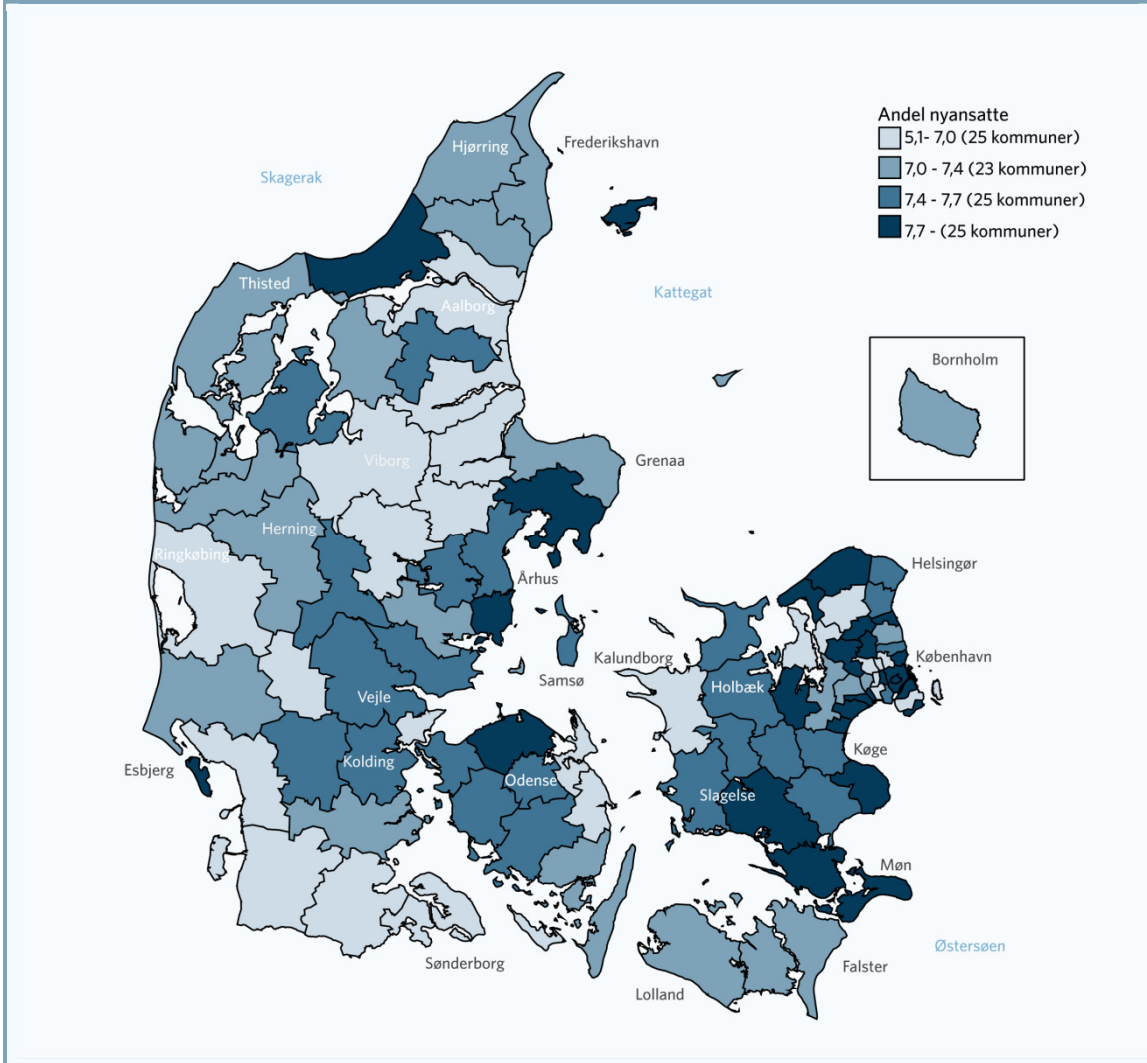 Andel nyansatte
5,1- 7,0 (25 kommuner)
7,0 - 7,4 (23 kommuner)
7,4 - 7,7 (25 kommuner)
7,7 - (25 kommuner)
Hjørring
Frederikshavn
Skagerak
Thisted
Kattegat
Aalborg
Bornholm
Viborg
Grenaa
Herning
Ringkøbing
Helsingør
Århus
København
Kalundborg
Samsø
Holbæk
Vejle
Køge
Kolding
Esbjerg
Odense
Slagelse
Møn
Østersøen
Sønderborg
Falster
Lolland